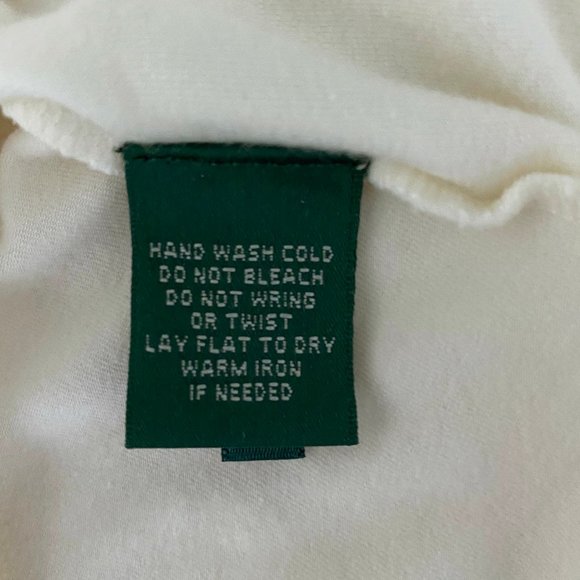 HAND WASH COLD
DO NOT BLEACH
DO NOT WRING
OR TWIST
LAY FLAT TO DRY
WARM IRON
IF NEEDED